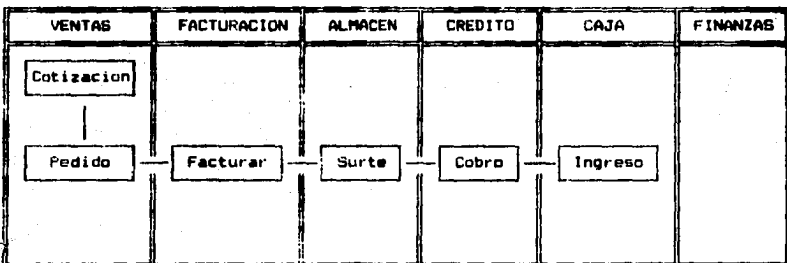 VENTAS FACTURACION ALMACEN CREDITO CAJA FINANZAS
Cotizacion
Pedido Facturar Surte Cobro Ingreso